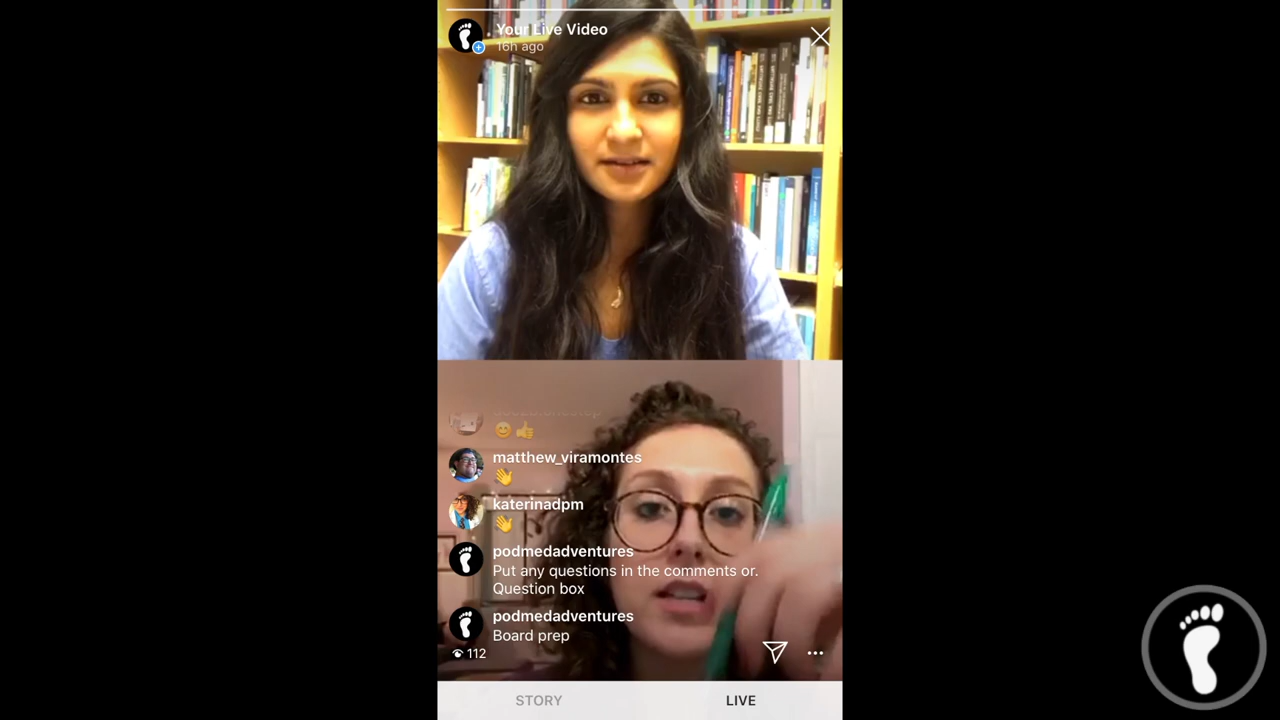 Your Live Video
16h ago
matthew_viramontes
👋
katerinadpm
👋
podmedadventures
Put any questions in the comments or.
Question box
podmedadventures
Board prep
112
STORY
LIVE